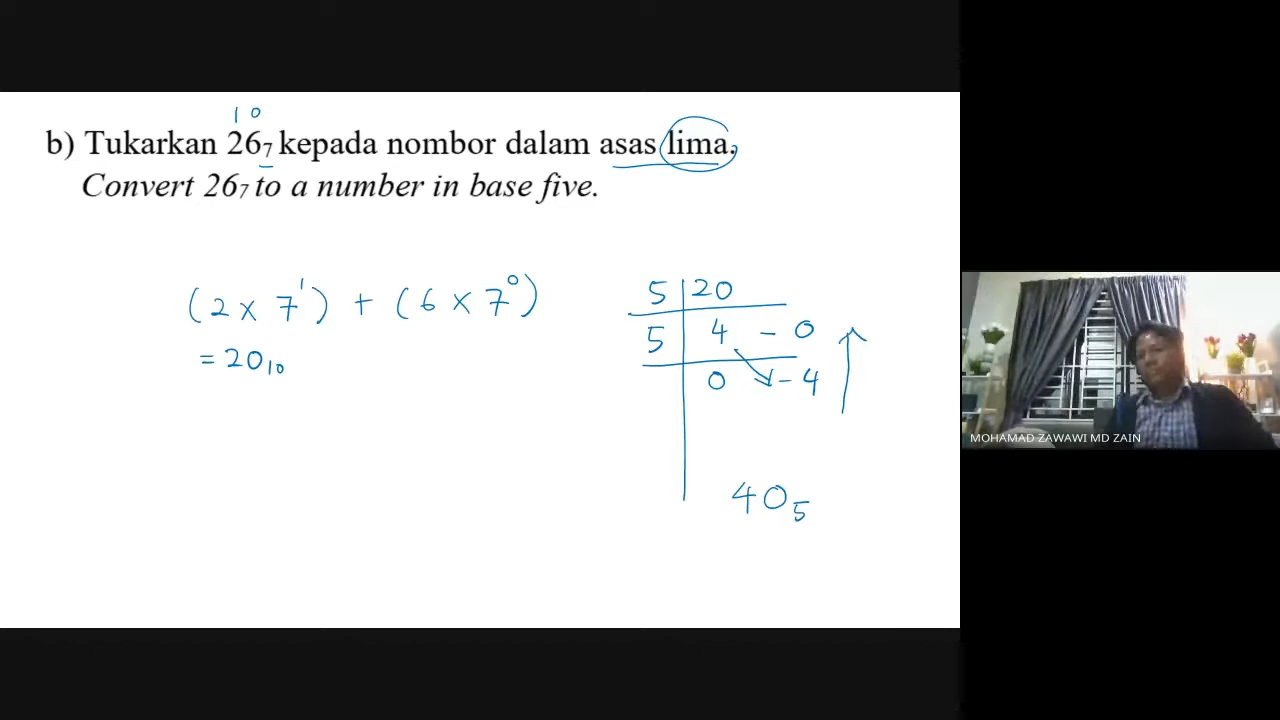 1 0
b) Tukarkan 26₇ kepada nombor dalam asas lima.
Convert 26₇ to a number in base five.
(2 × 7¹) + (6 × 7⁰)
= 20₁₀
5 | 20
5 | 4 - 0
0 - 4
40₅
MOHAMAD ZAWAWI MD ZAIN